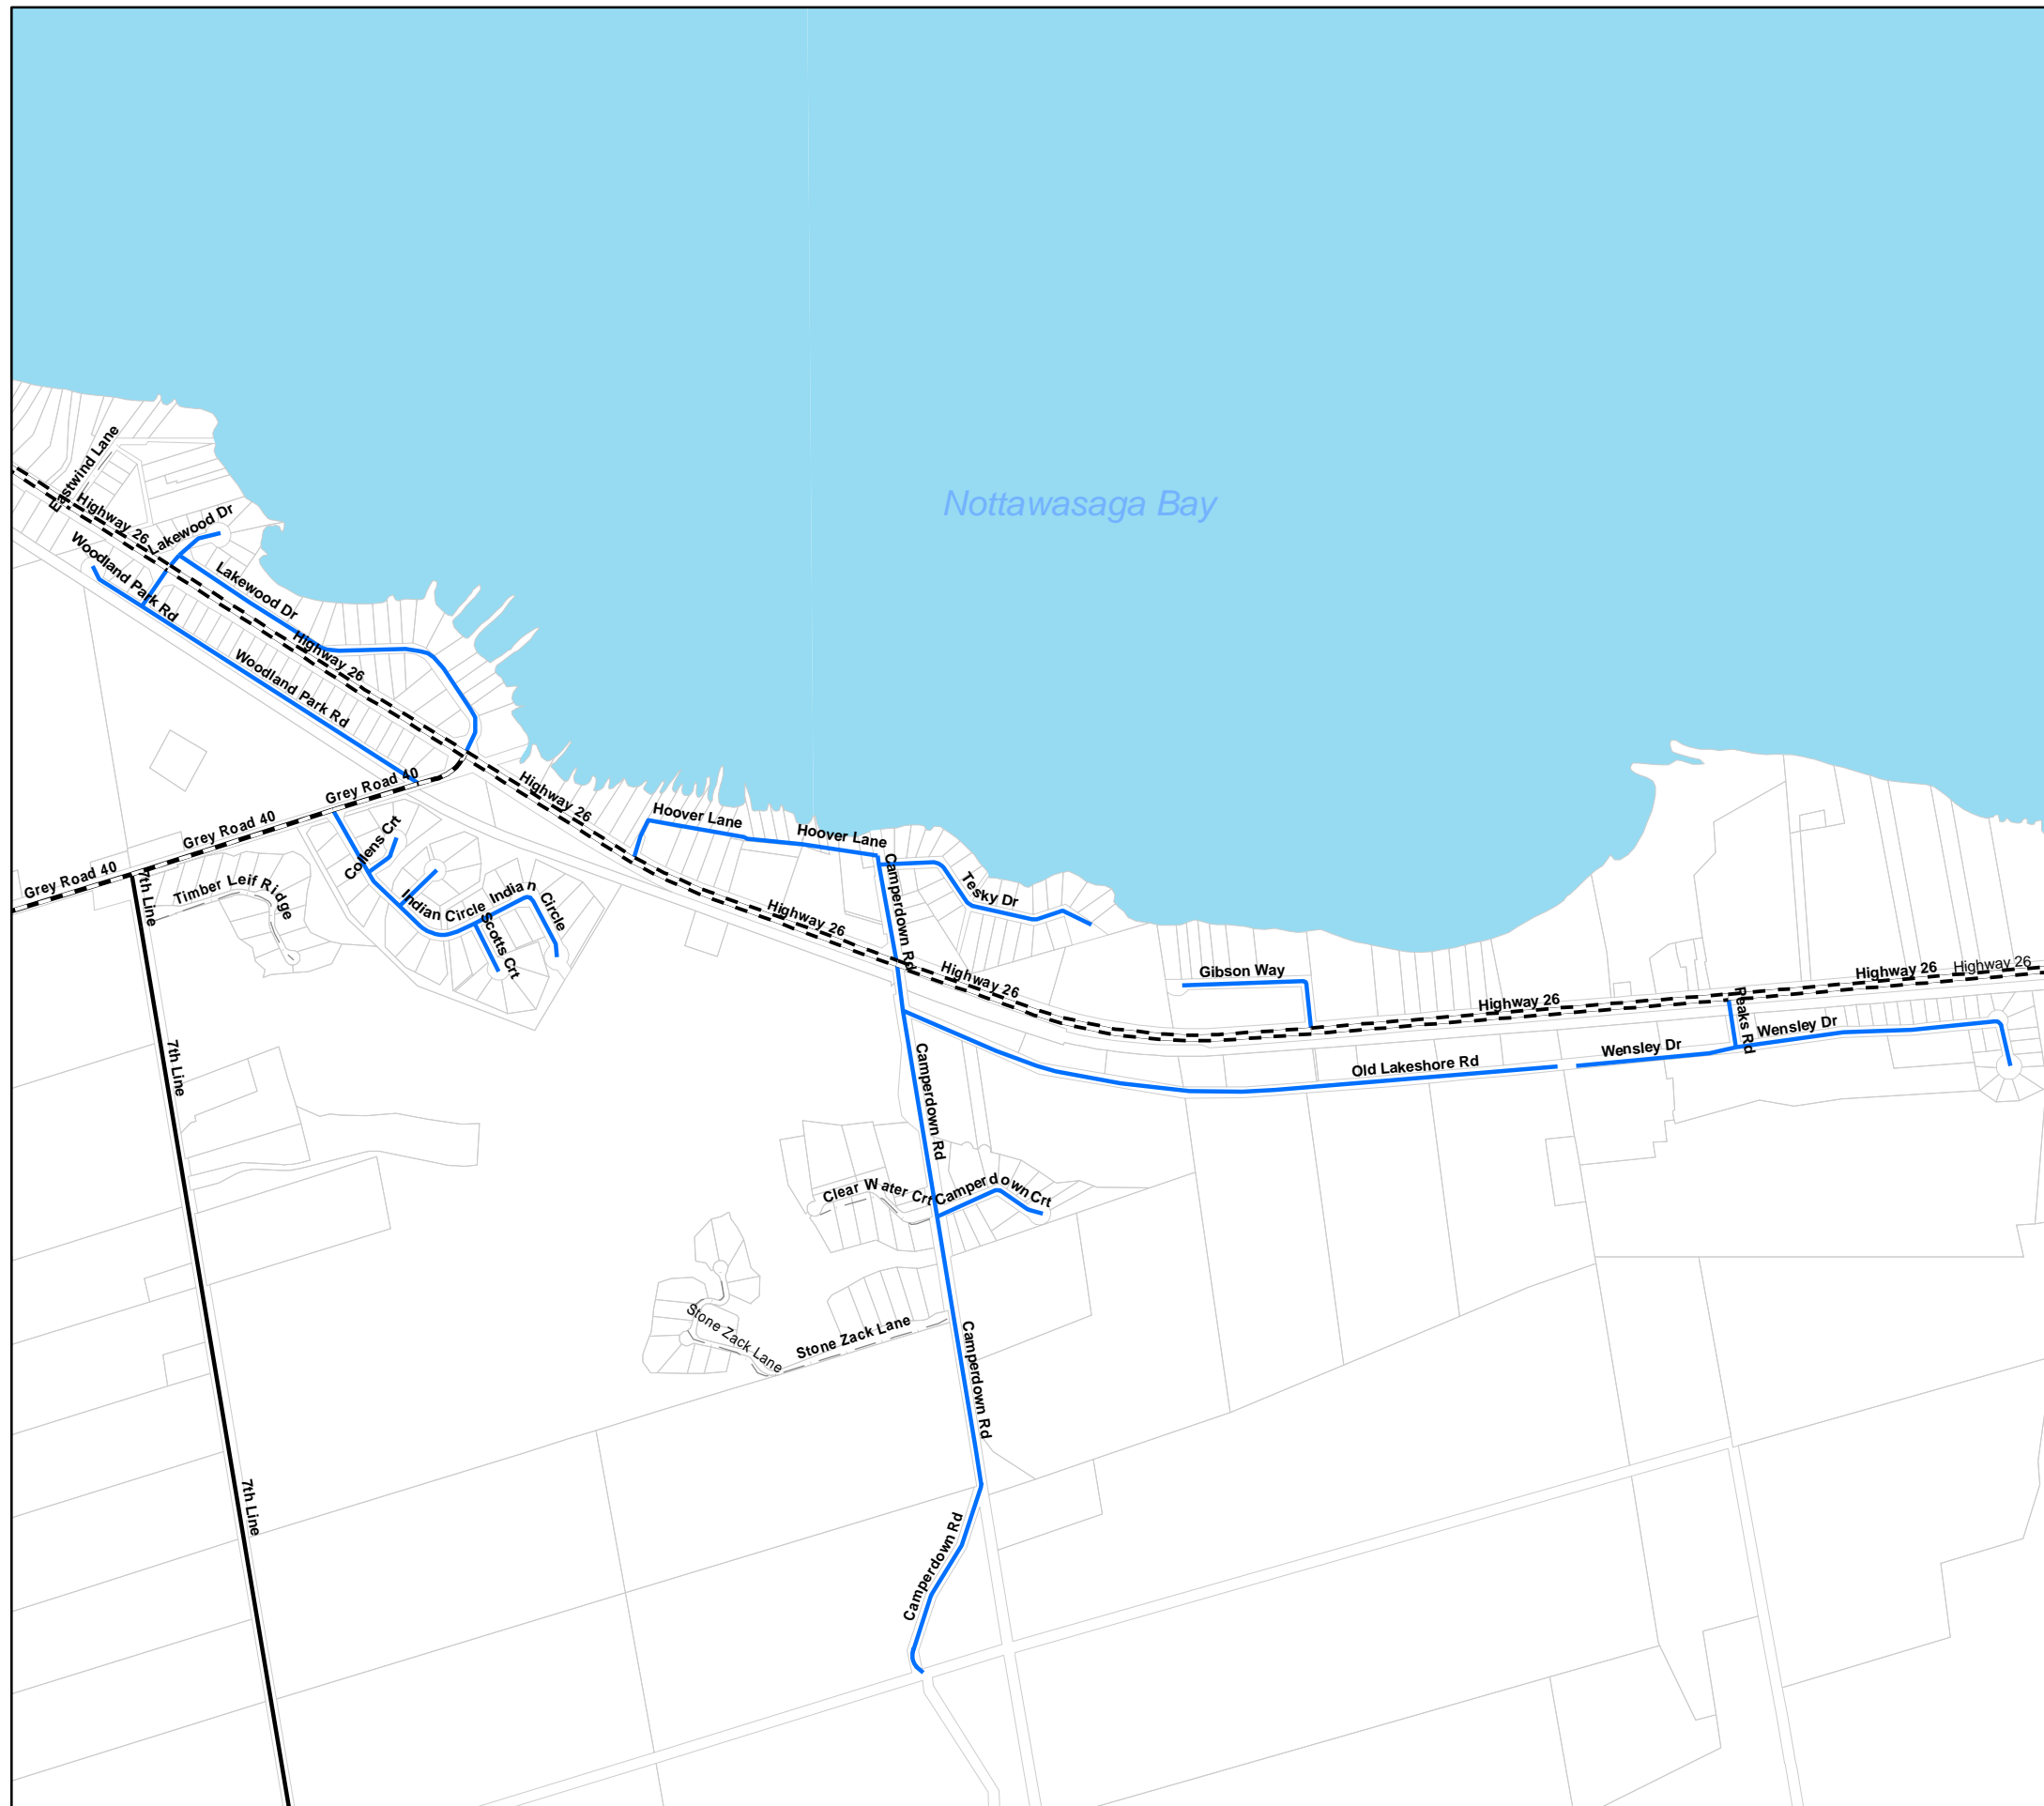 Nottawasaga Bay
Eastwind Lane
Highway 26
Lakewood Dr
Woodland Park Rd
Lakewood Dr
Highway 26
Woodland Park Rd
Grey Road 40
Highway 26
Hoover Lane
Hoover Lane
Grey Road 40
Collens Crt
Grey Road 40
7th Line
Timber Leif Ridge
Indian Circle
Indian Circle
Scotts Crt
Camperdown Rd
Tesky Dr
Highway 26
Highway 26
Gibson Way
Highway 26
Highway 26
Highway 26
Peaks Rd
Wensley Dr
Wensley Dr
Old Lakeshore Rd
7th Line
Camperdown Rd
Clear Water Crt
Camperdown Crt
Stone Zack Lane
Stone Zack Lane
Camperdown Rd
7th Line
Camperdown Rd